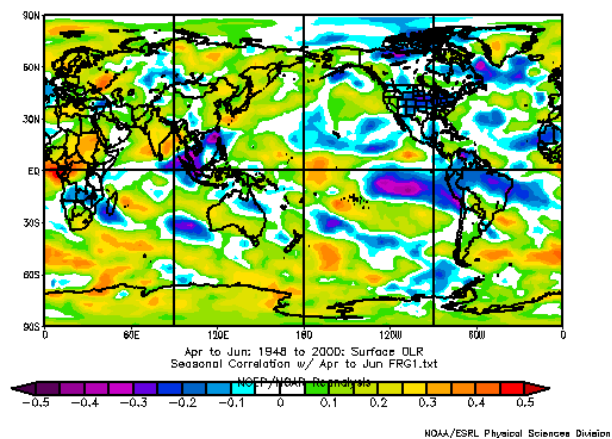 90N
60N
30N
EQ
30S
60S
90S
0 60E 120E 180 120W 60W 0
Apr to Jun: 1948 to 2000: Surface OLR
Seasonal Correlation w/ Apr to Jun FRG1.txt
NCEP/NCAR Reanalysis
-0.5 -0.4 -0.3 -0.2 -0.1 0 0.1 0.2 0.3 0.4 0.5
NOAA/ESRL Physical Sciences Division